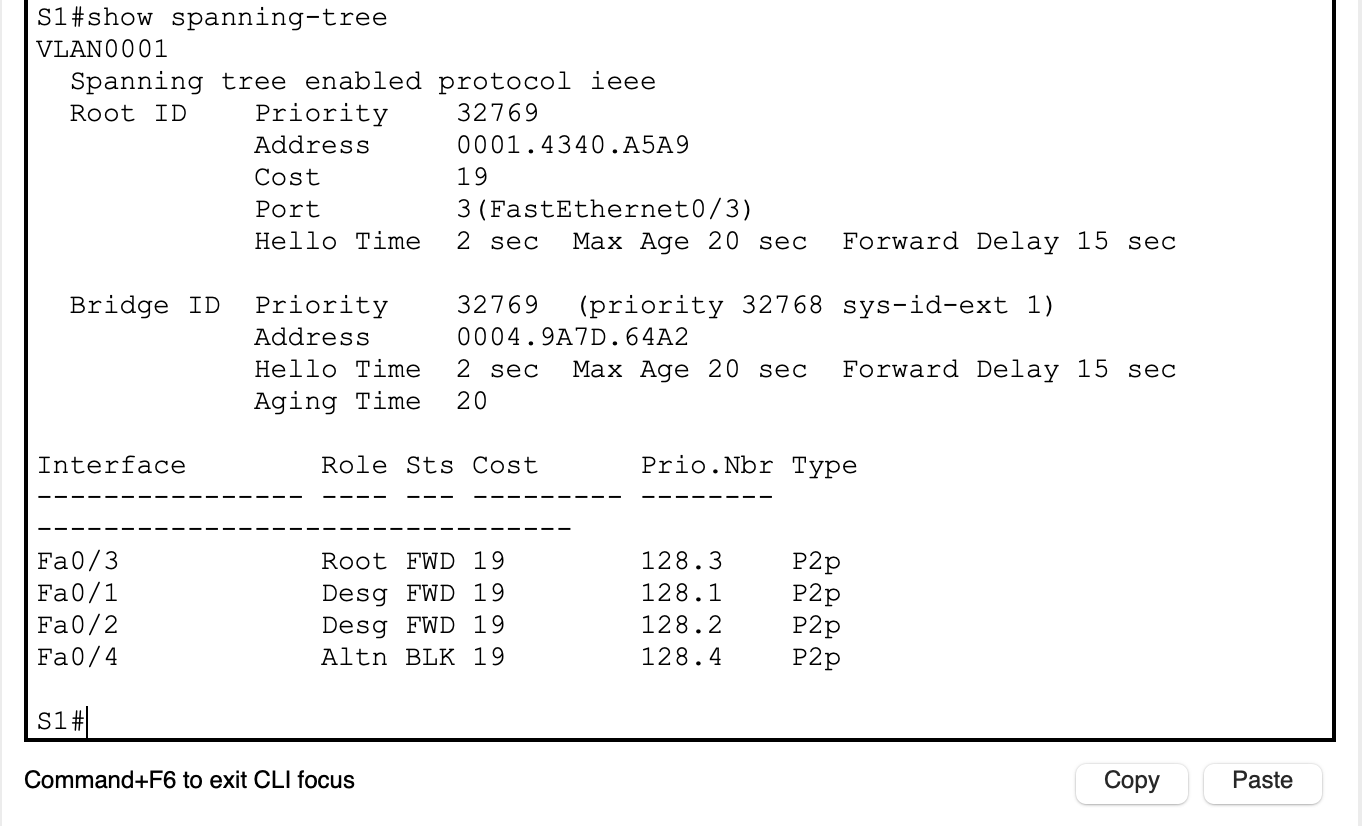 S1#show spanning-tree
VLAN0001
  Spanning tree enabled protocol ieee
  Root ID    Priority    32769
             Address     0001.4340.A5A9
             Cost        19
             Port        3(FastEthernet0/3)
             Hello Time  2 sec  Max Age 20 sec  Forward Delay 15 sec

  Bridge ID  Priority    32769  (priority 32768 sys-id-ext 1)
             Address     0004.9A7D.64A2
             Hello Time  2 sec  Max Age 20 sec  Forward Delay 15 sec
             Aging Time  20

Interface        Role Sts Cost      Prio.Nbr Type
---------------- ---- --- --------- --------
--------------------------------
Fa0/3            Root FWD 19        128.3    P2p
Fa0/1            Desg FWD 19        128.1    P2p
Fa0/2            Desg FWD 19        128.2    P2p
Fa0/4            Altn BLK 19        128.4    P2p

S1#
Command+F6 to exit CLI focus
Copy
Paste